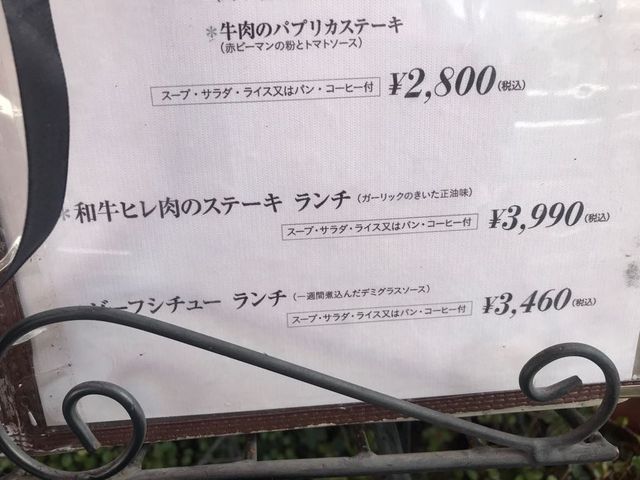 *牛肉のパプリカステーキ
(赤ピーマンの粉とトマトソース)
スープ・サラダ・ライス又はパン・コーヒー付 ¥2,800(税込)
*和牛ヒレ肉のステーキ ランチ(ガーリックのきいた正油味)
スープ・サラダ・ライス又はパン・コーヒー付 ¥3,990(税込)
ビーフシチュー ランチ(一週間煮込んだデミグラスソース)
スープ・サラダ・ライス又はパン・コーヒー付 ¥3,460(税込)